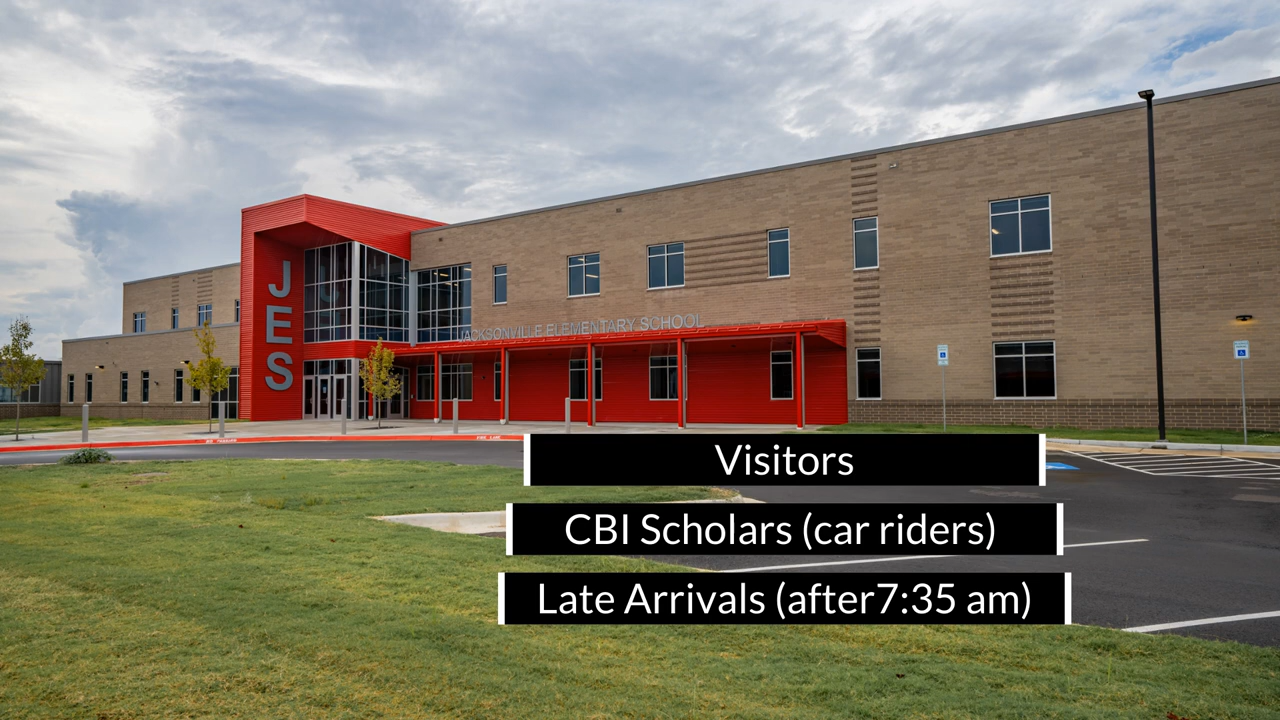 JES
JACKSONVILLE ELEMENTARY SCHOOL
Visitors
CBI Scholars (car riders)
Late Arrivals (after7:35 am)